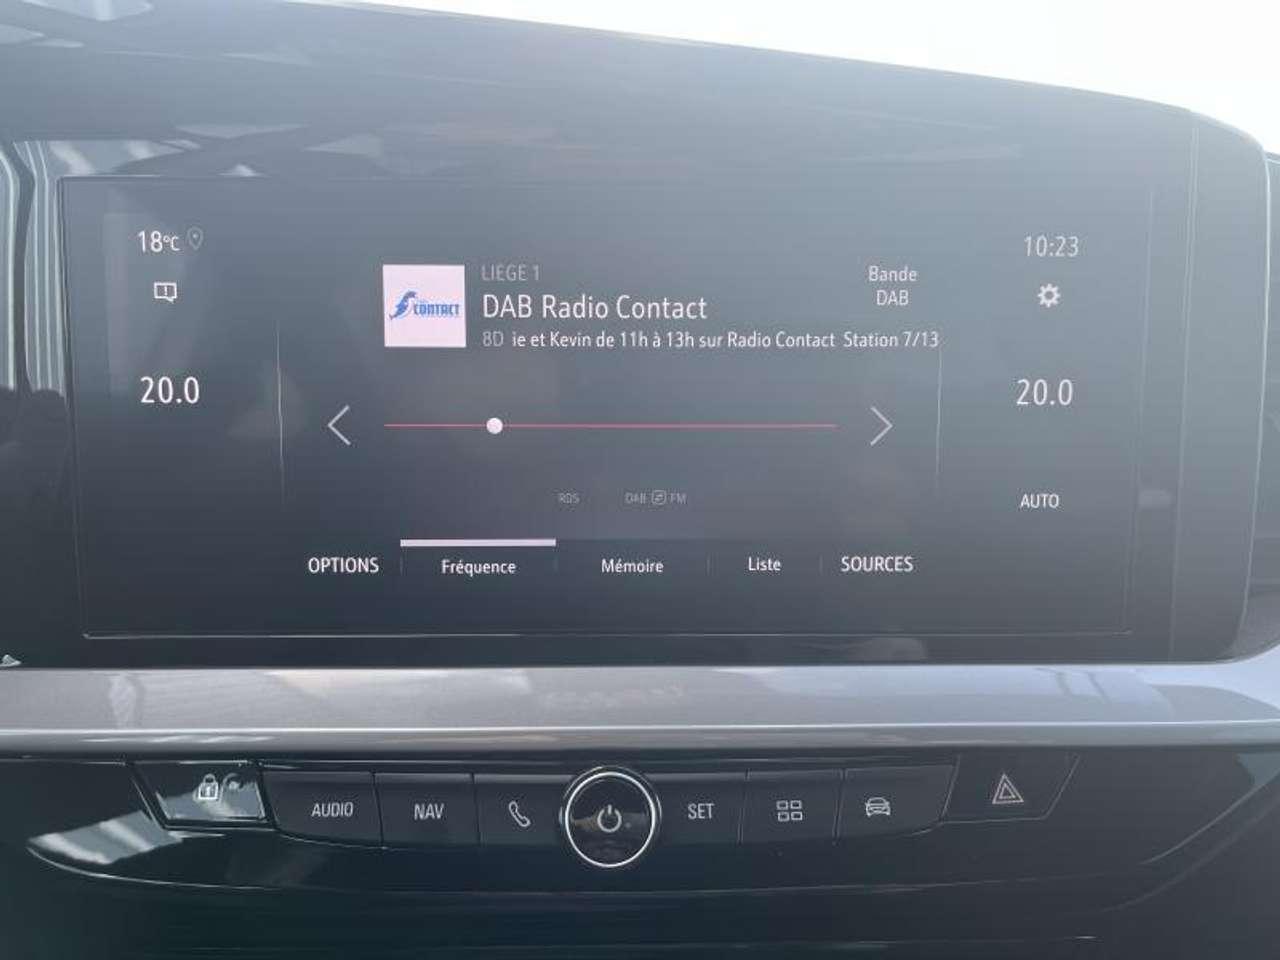 18°C
10:23
CONTACT
LIEGE 1
DAB Radio Contact
8D ie et Kevin de 11h à 13h sur Radio Contact Station 7/13
Bande
DAB
20.0
20.0
RDS DAB FM
AUTO
OPTIONS Fréquence Mémoire Liste SOURCES
AUDIO NAV SET